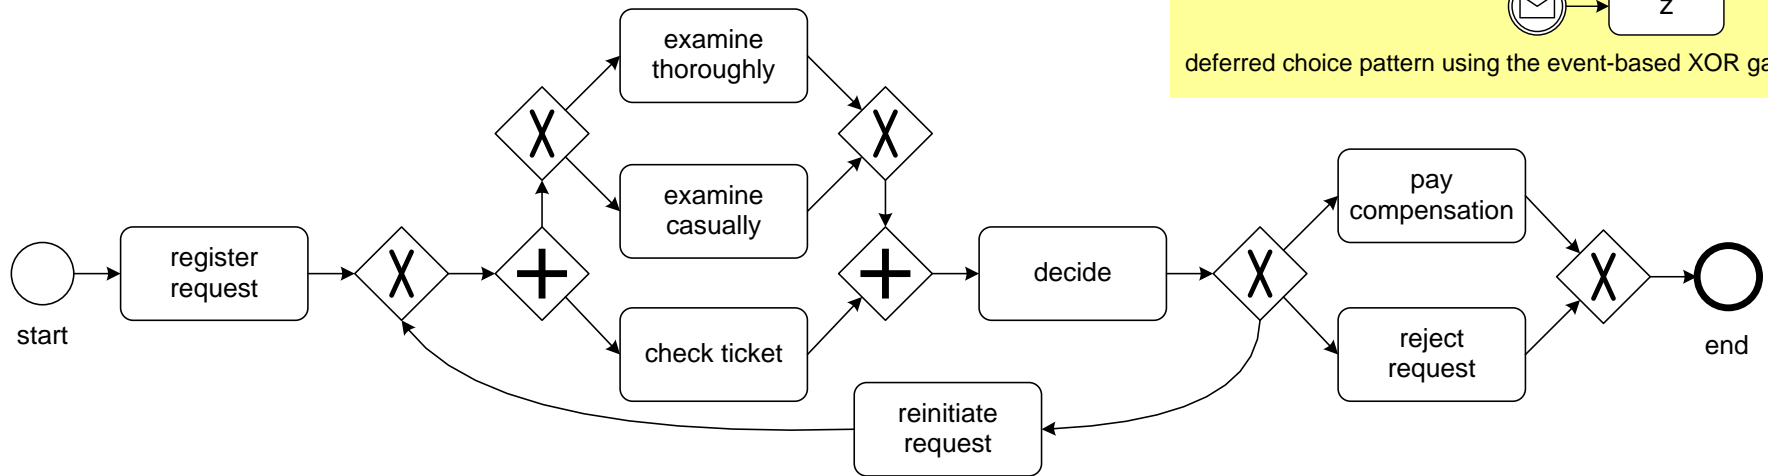 z
deferred choice pattern using the event-based XOR
examine
thoroughly
examine
casually
pay
compensation
register
request
decide
start
check ticket
reject
request
end
reinitiate
request